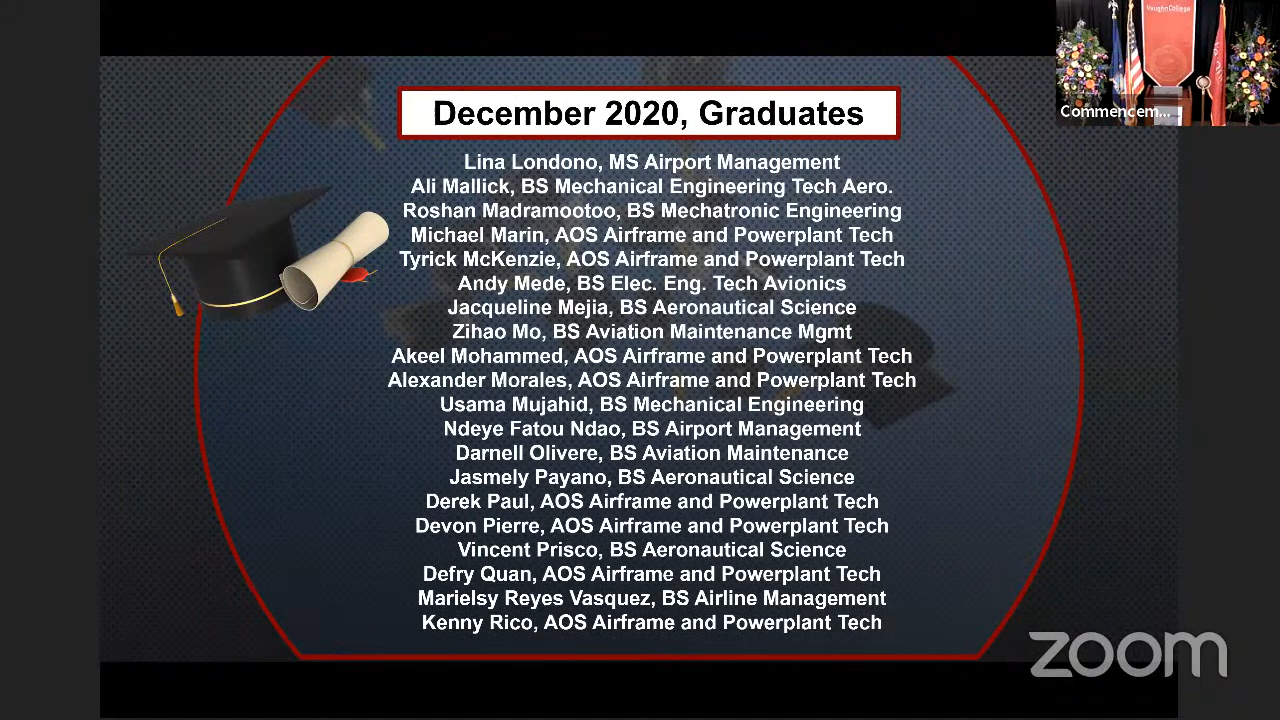 VaughnCollege
Commencem...
December 2020, Graduates
Lina Londono, MS Airport Management
Ali Mallick, BS Mechanical Engineering Tech Aero.
Roshan Madramootoo, BS Mechatronic Engineering
Michael Marin, AOS Airframe and Powerplant Tech
Tyrick McKenzie, AOS Airframe and Powerplant Tech
Andy Mede, BS Elec. Eng. Tech Avionics
Jacqueline Mejia, BS Aeronautical Science
Zihao Mo, BS Aviation Maintenance Mgmt
Akeel Mohammed, AOS Airframe and Powerplant Tech
Alexander Morales, AOS Airframe and Powerplant Tech
Usama Mujahid, BS Mechanical Engineering
Ndeye Fatou Ndao, BS Airport Management
Darnell Olivere, BS Aviation Maintenance
Jasmely Payano, BS Aeronautical Science
Derek Paul, AOS Airframe and Powerplant Tech
Devon Pierre, AOS Airframe and Powerplant Tech
Vincent Prisco, BS Aeronautical Science
Defry Quan, AOS Airframe and Powerplant Tech
Marielsy Reyes Vasquez, BS Airline Management
Kenny Rico, AOS Airframe and Powerplant Tech
zoom